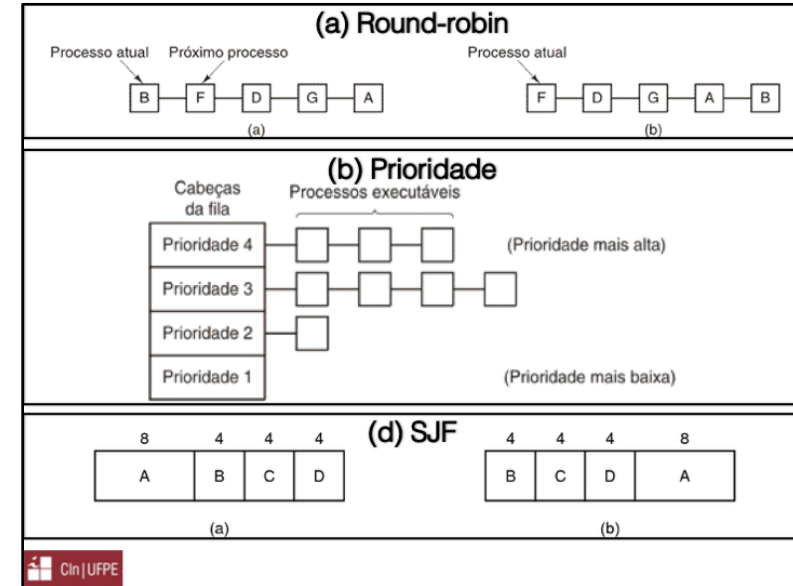 (a) Round-robin
Processo atual Próximo processo
B F D G A
(a)
Processo atual
F D G A B
(b)
(b) Prioridade
Cabeças
da fila
Processos executáveis
Prioridade 4
(Prioridade mais alta)
Prioridade 3
Prioridade 2
Prioridade 1
(Prioridade mais baixa)
(d) SJF
8 4 4 4
A B C D
(a)
4 4 4 8
B C D A
(b)
CIn|UFPE